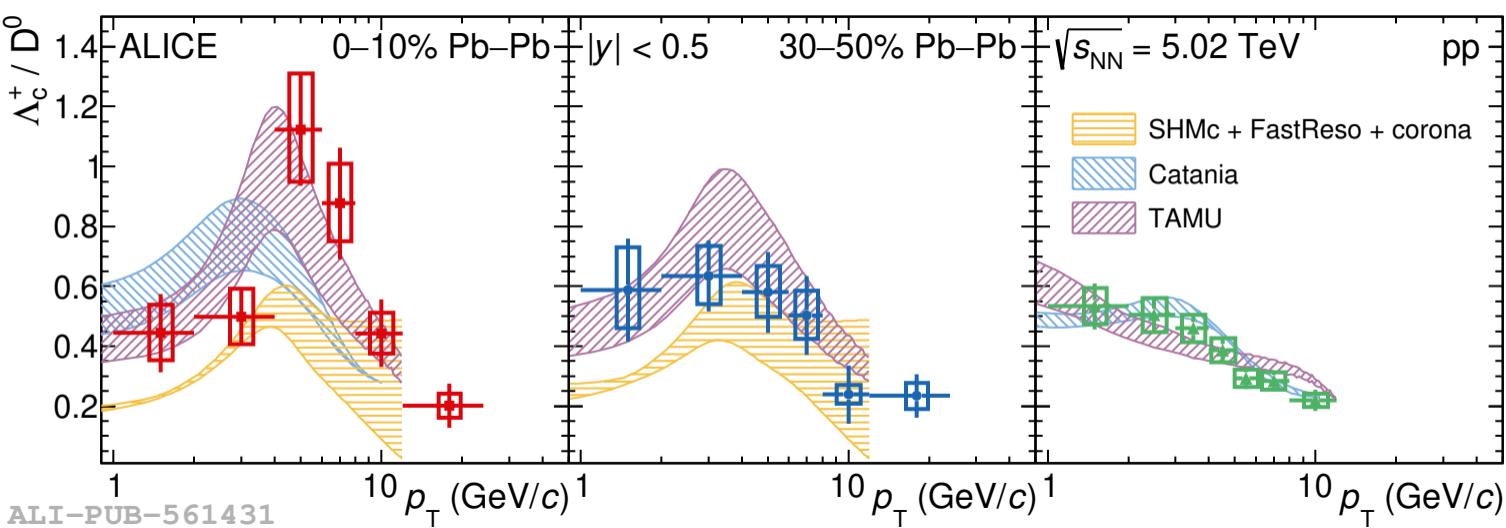 Λc+ / D0
ALICE 0–10% Pb–Pb
|y| < 0.5 30–50% Pb–Pb
√sNN = 5.02 TeV pp
SHMc + FastReso + corona
Catania
TAMU
1.4
1.2
1
0.8
0.6
0.4
0.2
1 10 pT (GeV/c)
1 10 pT (GeV/c)
1 10 pT (GeV/c)
ALI-PUB-561431